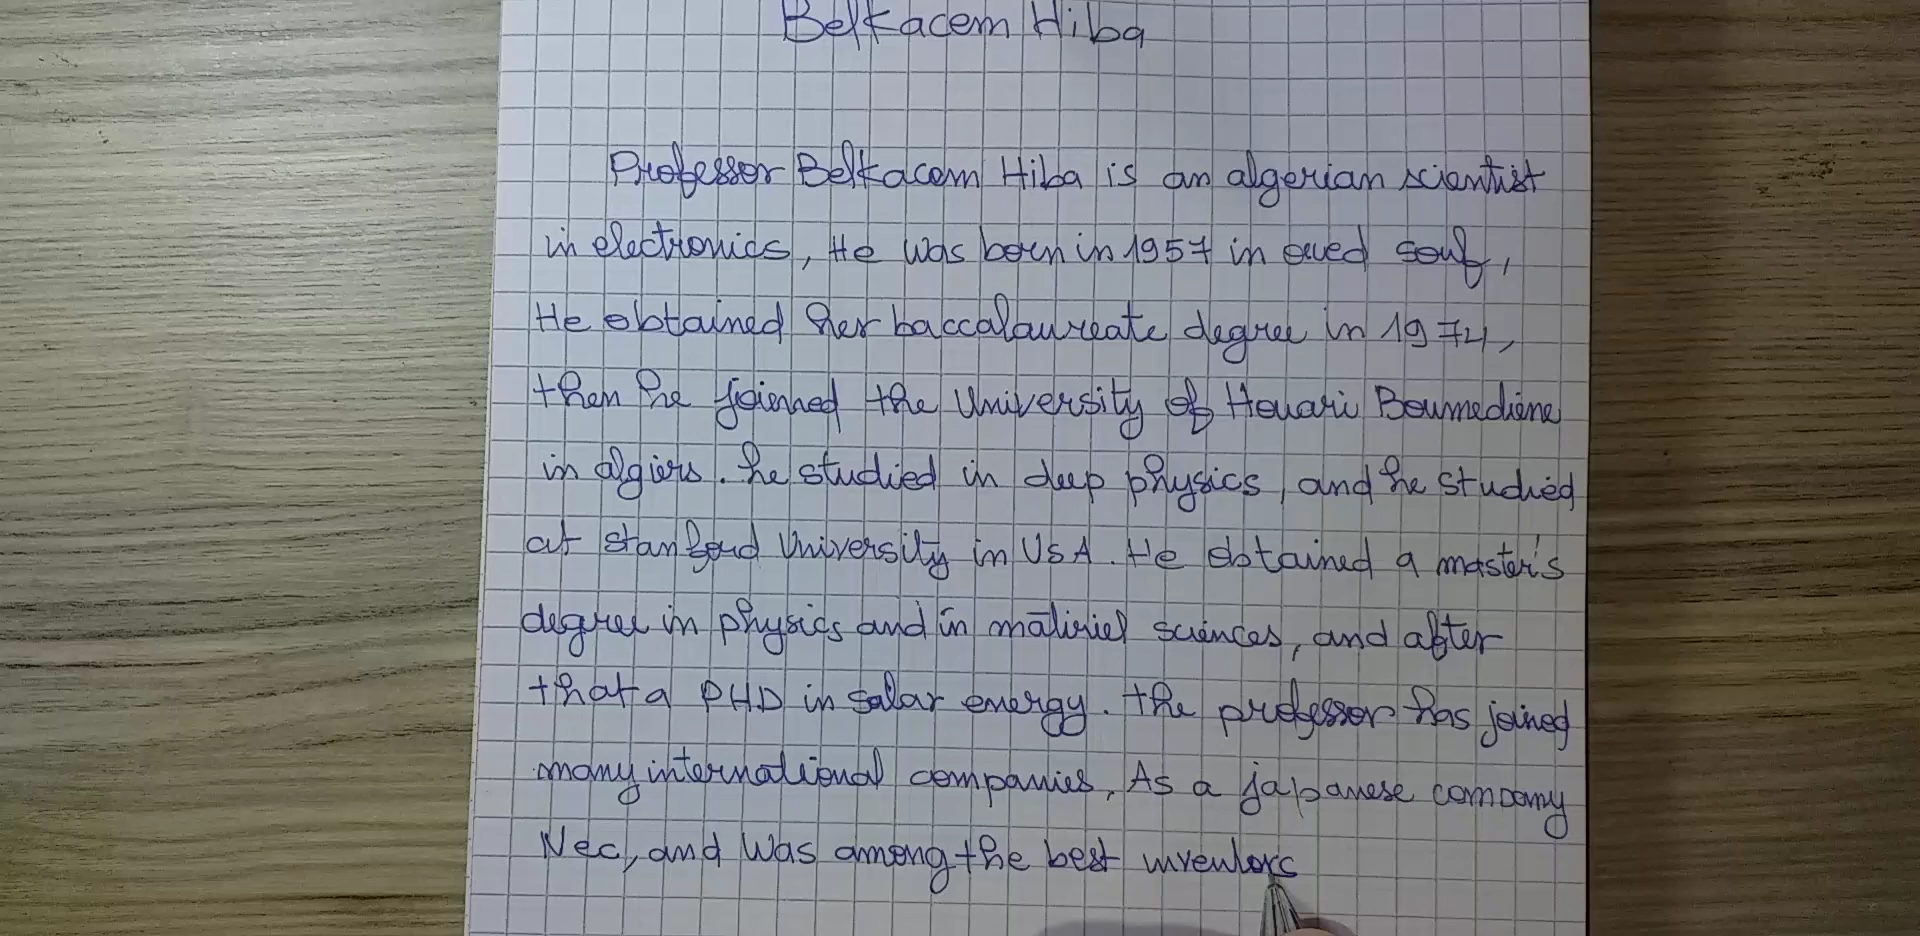 Belkacem Hiba
Professor Belkacem Hiba is an algerian scientist
in electronics, He was born in 1957 in oued souf,
He obtained her baccalaureate degree in 1974,
then he joienned the University of Houari Boumediene
in algiers. he studied in deep physics, and he studied
at stanford University in USA. He obtained a master's
degree in physics and in matiriel sciences, and after
that a PHD in solar energy. the professor has joined
many international companies, As a japanese company
Nec, and was among the best inventors